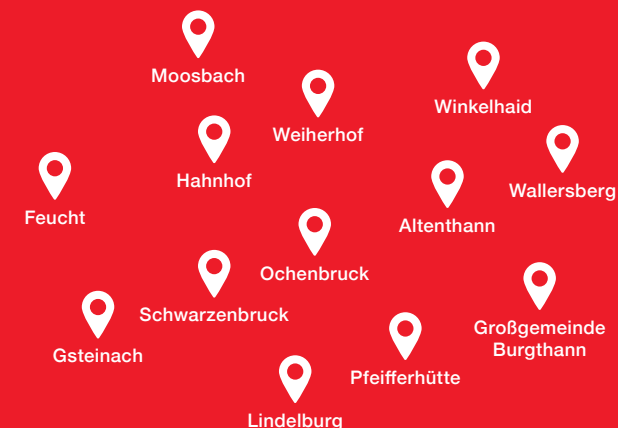 Moosbach
Winkelhaid
Weiherhof
Hahnhof
Wallersberg
Feucht
Altenthann
Ochenbruck
Schwarzenbruck
Großgemeinde
Burgthann
Gsteinach
Pfeifferhütte
Lindelburg